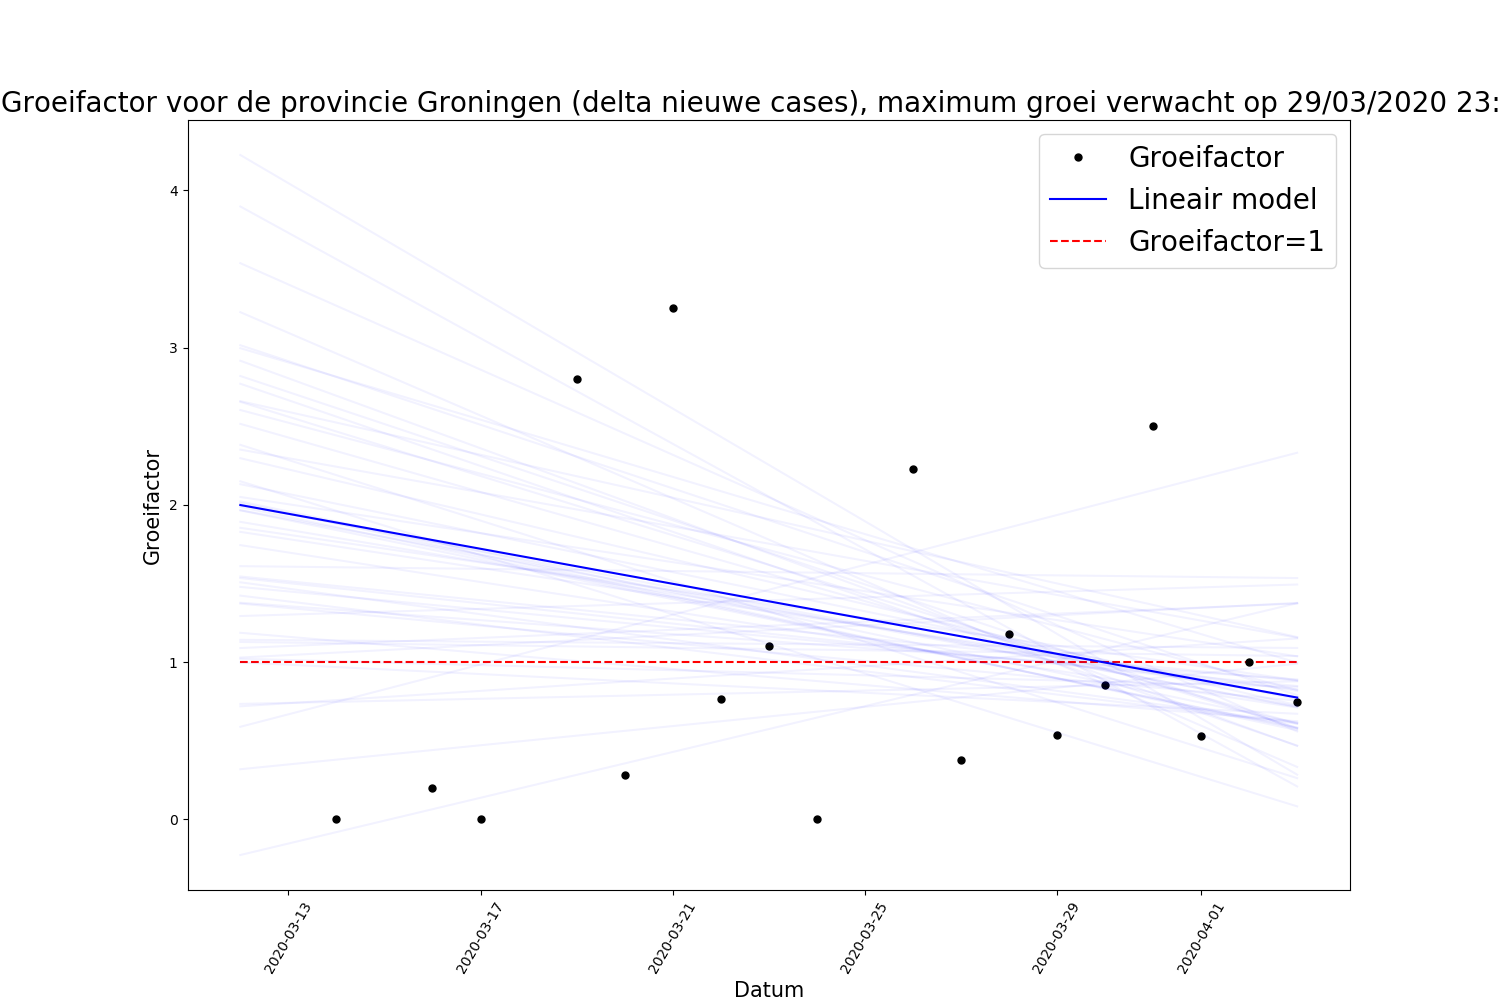 Groeifactor voor de provincie Groningen (delta nieuwe cases), maximum groei verwacht op 29/03/2020 23:
Groeifactor
Lineair model
Groeifactor=1
4
3
2
1
0
Groeifactor
2020-03-13
2020-03-17
2020-03-21
2020-03-25
2020-03-29
2020-04-01
Datum